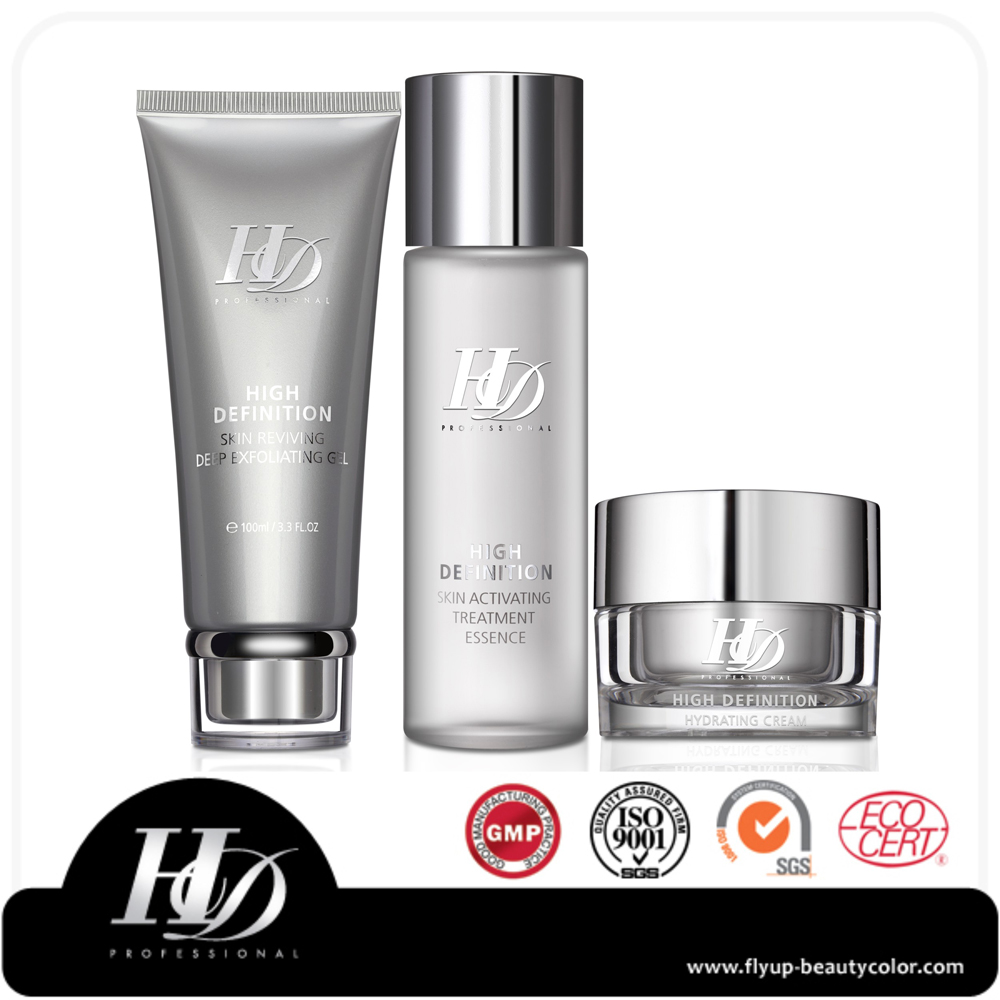 HD
PROFESSIONAL
HIGH
DEFINITION
SKIN REVIVING
DEEP EXFOLIATING GEL
℮ 100ml / 3.3 FL.OZ
HD
PROFESSIONAL
HIGH
DEFINITION
SKIN ACTIVATING
TREATMENT
ESSENCE
HD
PROFESSIONAL
HIGH DEFINITION
HYDRATING CREAM
GOOD MANUFACTURING PRACTICE
GMP
QUALITY ASSURED FIRM
ISO
9001
SGS
SYSTEM CERTIFICATION
ISO 9001
SGS
ECO
CERT®
HD
PROFESSIONAL
www.flyup-beautycolor.com